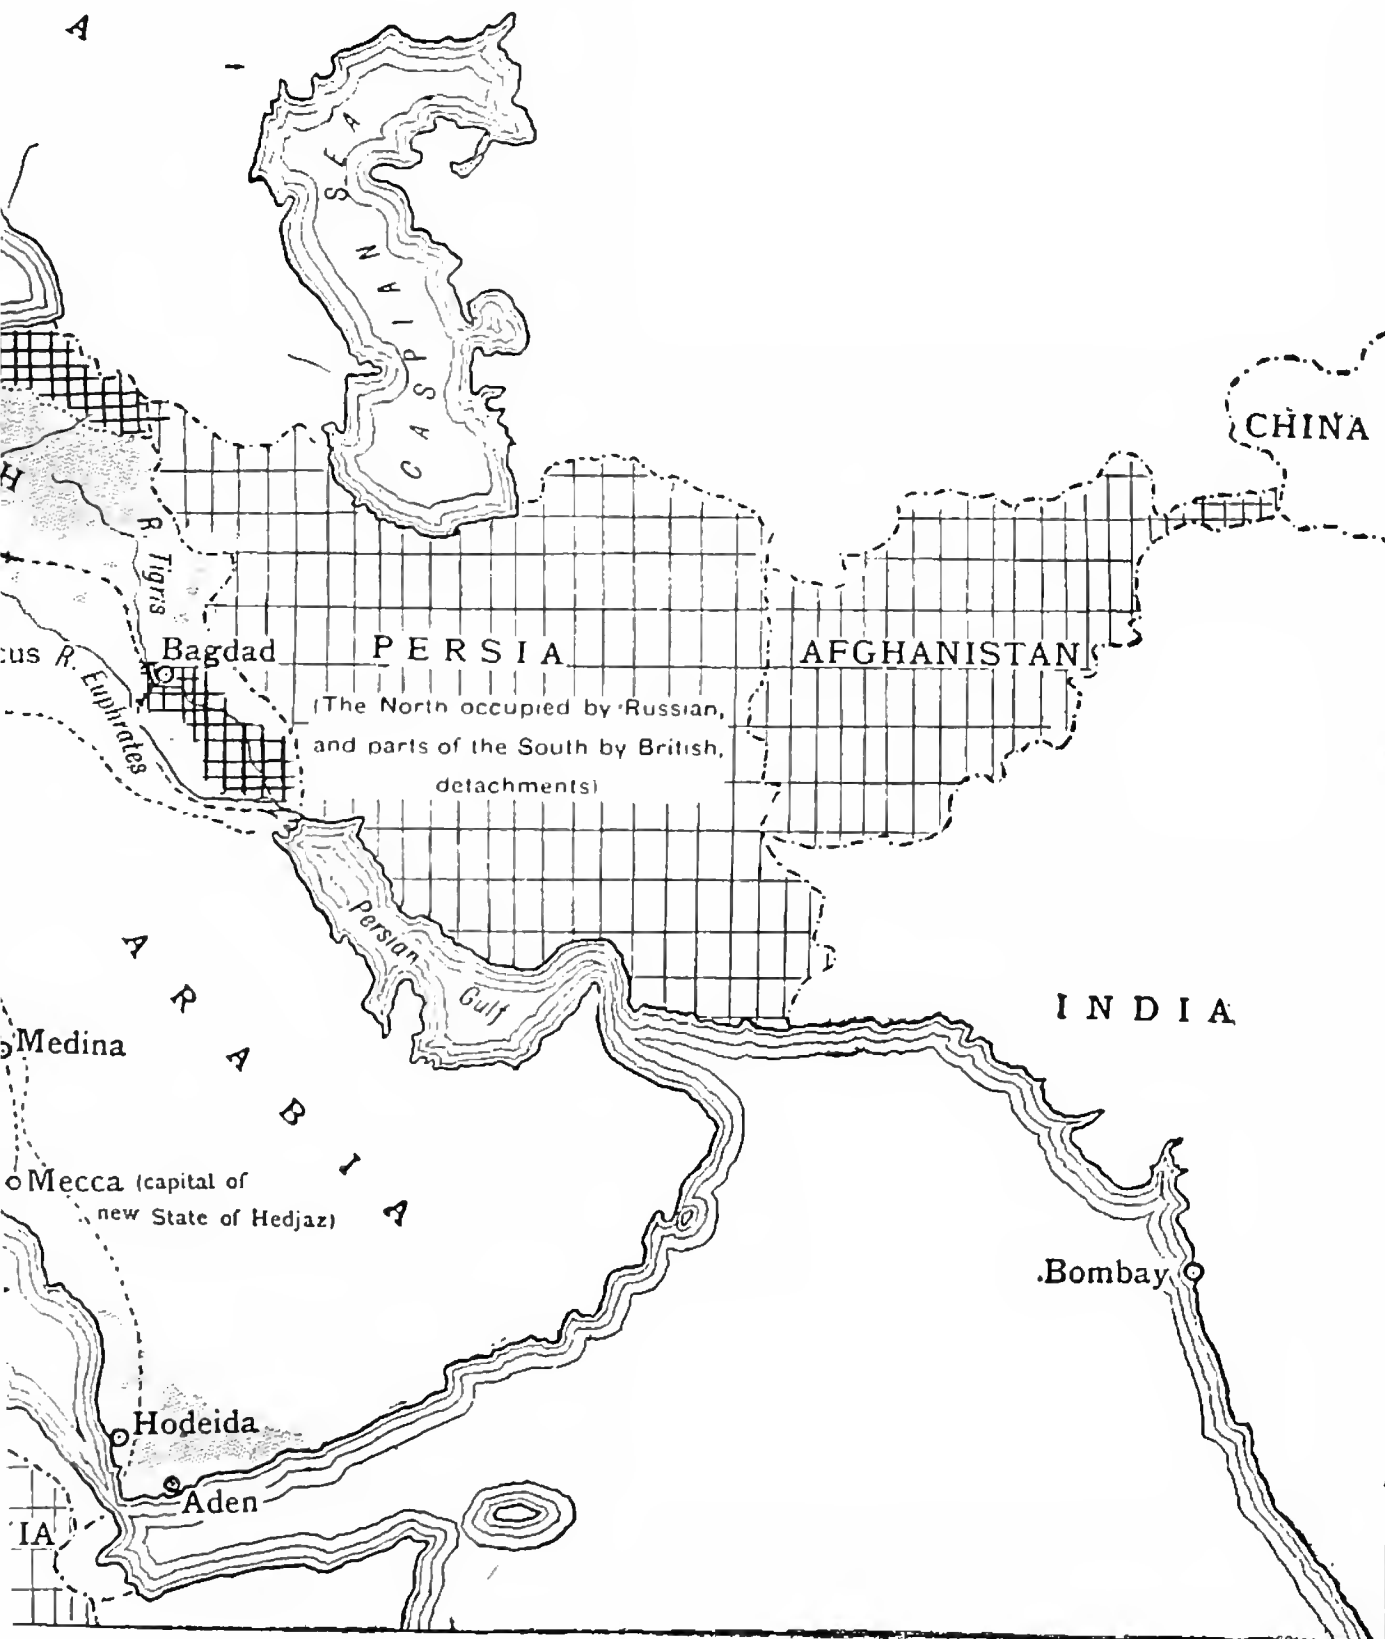 A
CASPIAN SEA
CHINA
H
R. Tigris
cus
R. Euphrates
Bagdad
PERSIA
(The North occupied by Russian,
and parts of the South by British,
detachments)
AFGHANISTAN
Persian Gulf
ARABIA
INDIA
Medina
Mecca (capital of
new State of Hedjaz)
Bombay
Hodeida
Aden
IA